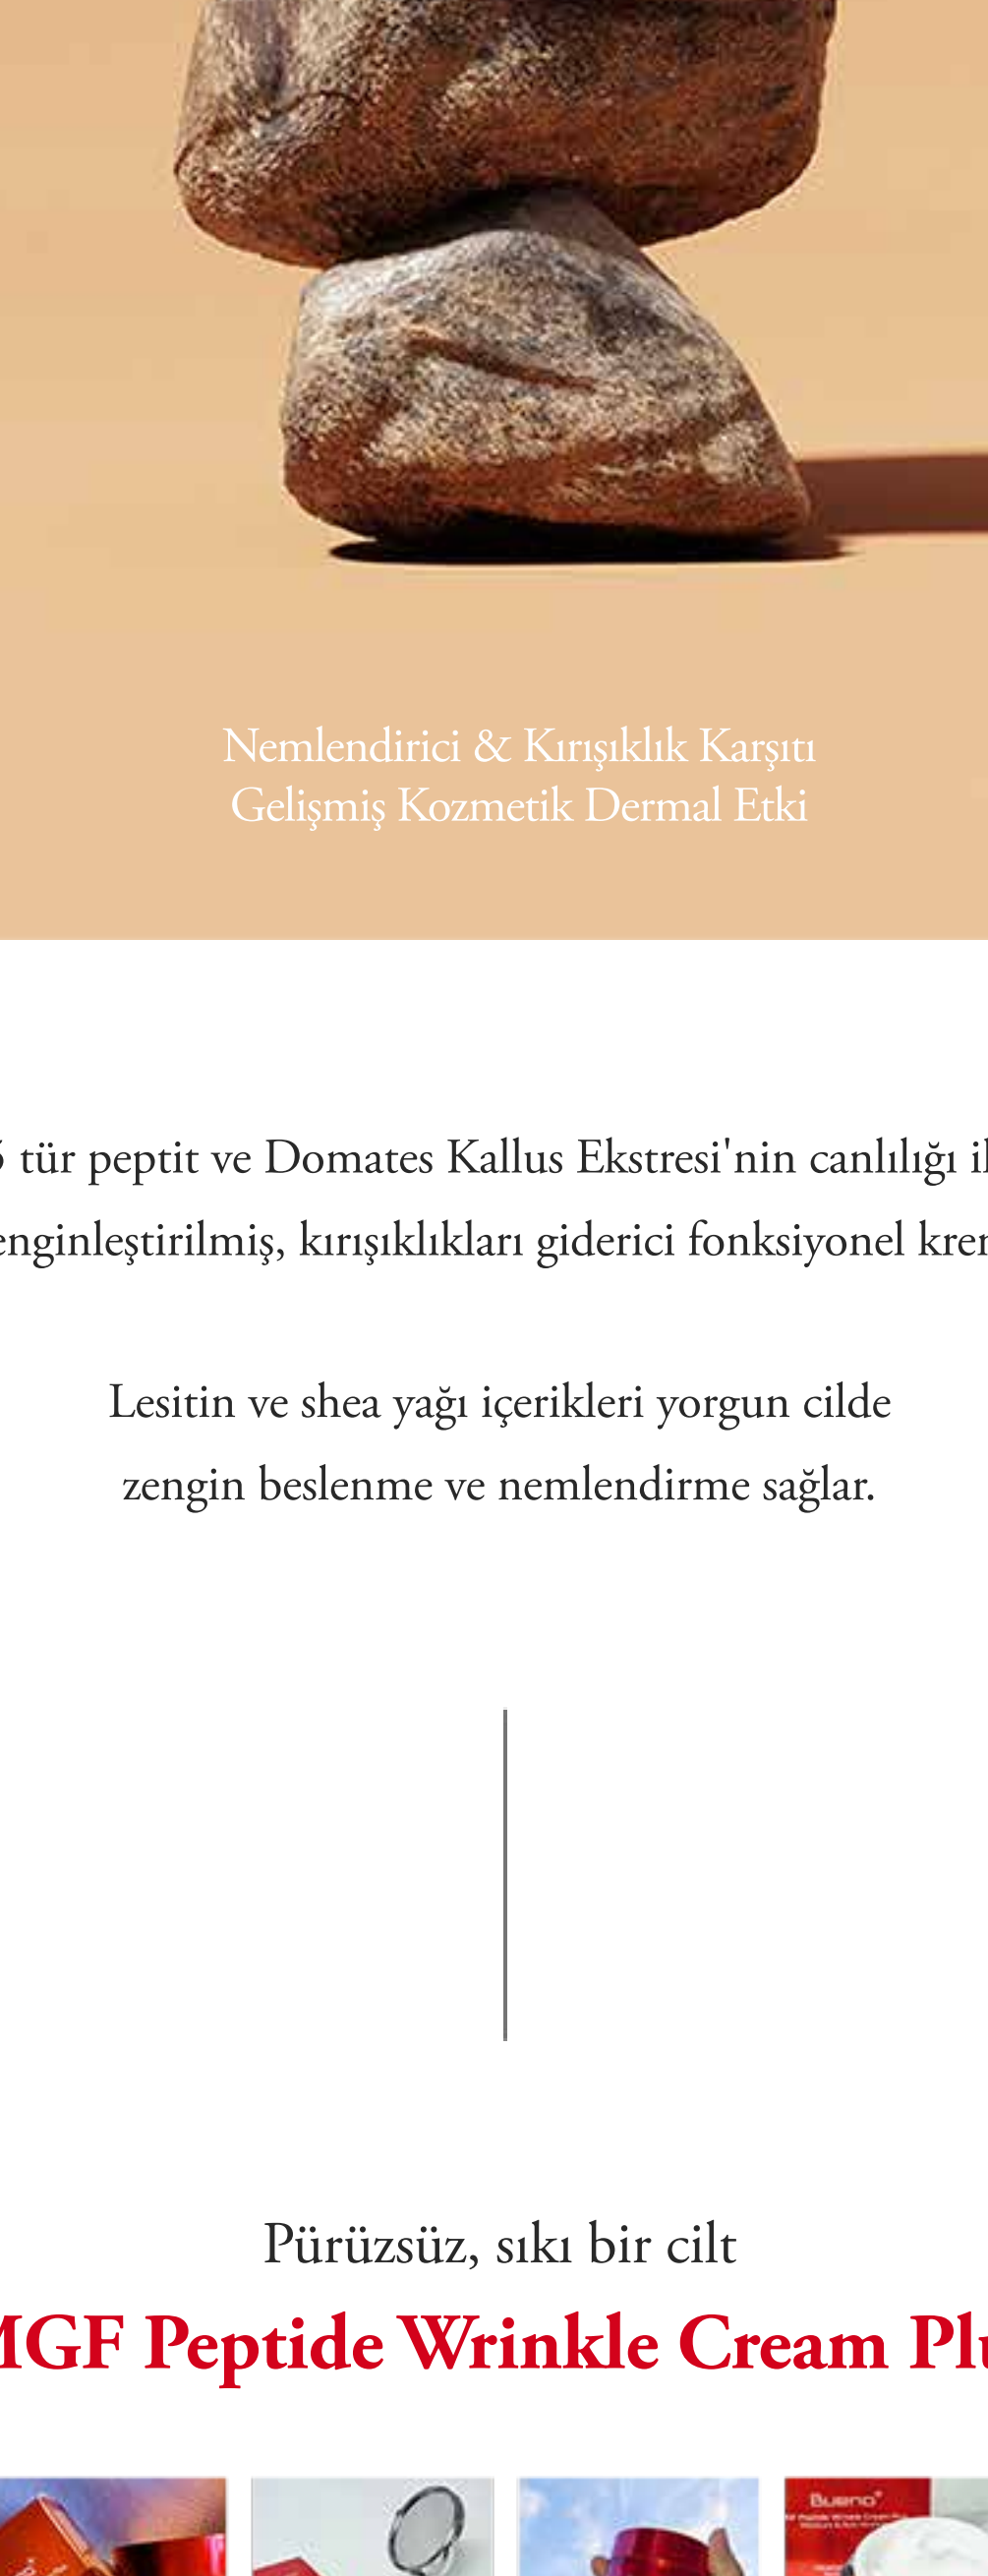 Nemlendirici & Kırışıklık Karşıtı
Gelişmiş Kozmetik Dermal Etki
tür peptit ve Domates Kallus Ekstresi'nin canlılığı
kırışıklıkları giderici fonksiyonel
Lesitin ve shea yağı içerikleri yorgun cilde
zengin beslenme ve nemlendirme sağlar.
Pürüzsüz, sıkı bir cilt
Peptide Wrinkle Cream
Bueno